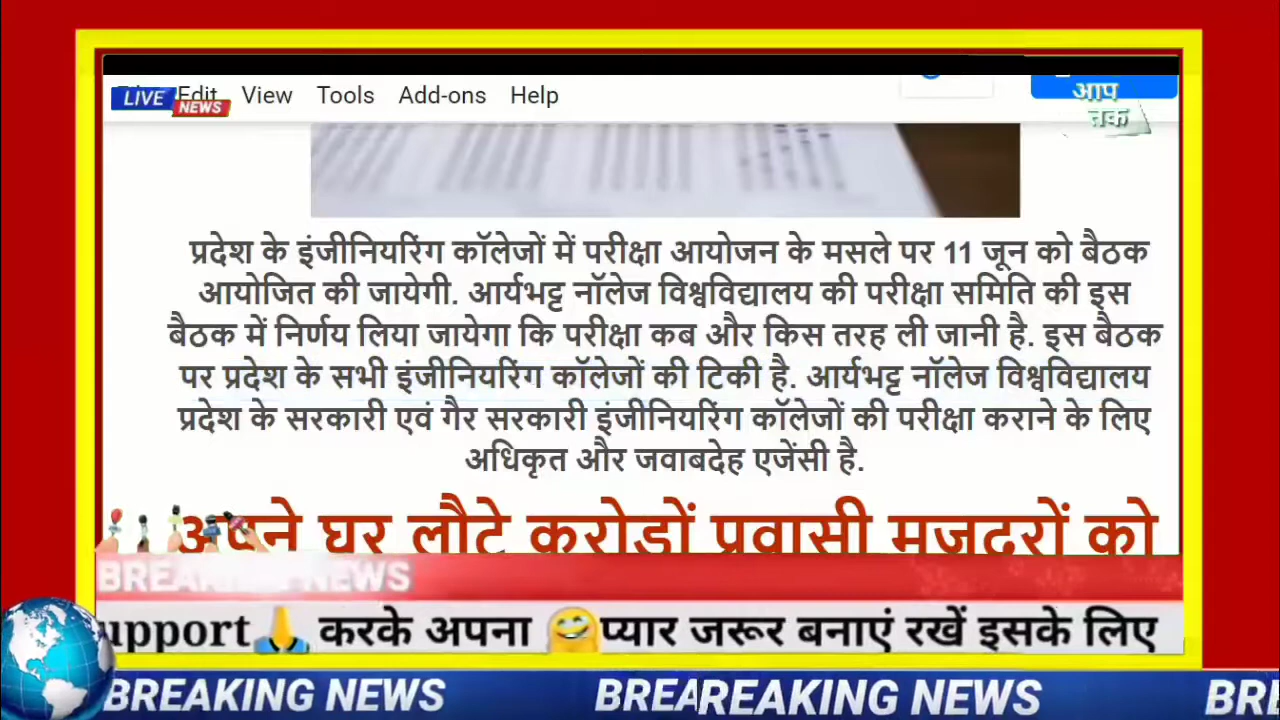 Edit View Tools Add-ons Help
LIVE
NEWS
आप
तक
प्रदेश के इंजीनियरिंग कॉलेजों में परीक्षा आयोजन के मसले पर 11 जून को बैठक
आयोजित की जायेगी. आर्यभट्ट नॉलेज विश्वविद्यालय की परीक्षा समिति की इस
बैठक में निर्णय लिया जायेगा कि परीक्षा कब और किस तरह ली जानी है. इस बैठक
पर प्रदेश के सभी इंजीनियरिंग कॉलेजों की टिकी है. आर्यभट्ट नॉलेज विश्वविद्यालय
प्रदेश के सरकारी एवं गैर सरकारी इंजीनियरिंग कॉलेजों की परीक्षा कराने के लिए
अधिकृत और जवाबदेह एजेंसी है.
अपने घर लौटे करोड़ों प्रवासी मजदूरों को
BREAKING NEWS
upport🙏 करके अपना 🤗प्यार जरूर बनाएं रखें इसके लिए
BREAKING NEWS BREAREAKING NEWS BRE